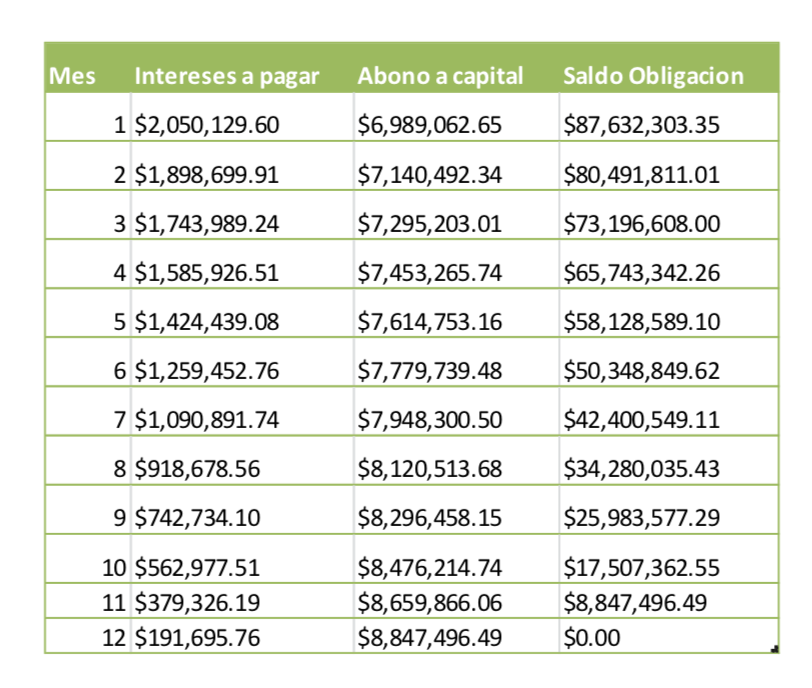 Mes Intereses a pagar Abono a capital Saldo Obligacion
1 $2,050,129.60 $6,989,062.65 $87,632,303.35
2 $1,898,699.91 $7,140,492.34 $80,491,811.01
3 $1,743,989.24 $7,295,203.01 $73,196,608.00
4 $1,585,926.51 $7,453,265.74 $65,743,342.26
5 $1,424,439.08 $7,614,753.16 $58,128,589.10
6 $1,259,452.76 $7,779,739.48 $50,348,849.62
7 $1,090,891.74 $7,948,300.50 $42,400,549.11
8 $918,678.56 $8,120,513.68 $34,280,035.43
9 $742,734.10 $8,296,458.15 $25,983,577.29
10 $562,977.51 $8,476,214.74 $17,507,362.55
11 $379,326.19 $8,659,866.06 $8,847,496.49
12 $191,695.76 $8,847,496.49 $0.00